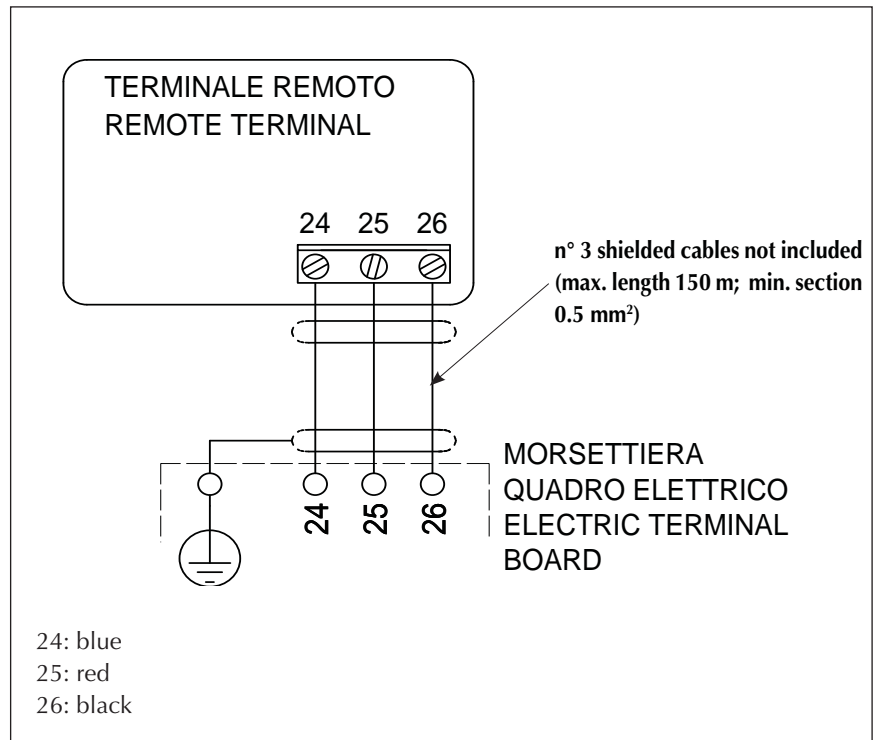 TERMINALE REMOTO
REMOTE TERMINAL
24 25 26
n° 3 shielded cables not included
(max. length 150 m; min. section
0.5 mm²)
MORSETTIERA
QUADRO ELETTRICO
ELECTRIC TERMINAL
BOARD
24 25 26
24: blue
25: red
26: black